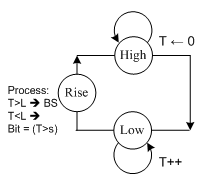 T ← 0
High
Process:
T>L → BS
T<L →
Bit = (T>s)
Rise
Low
T++